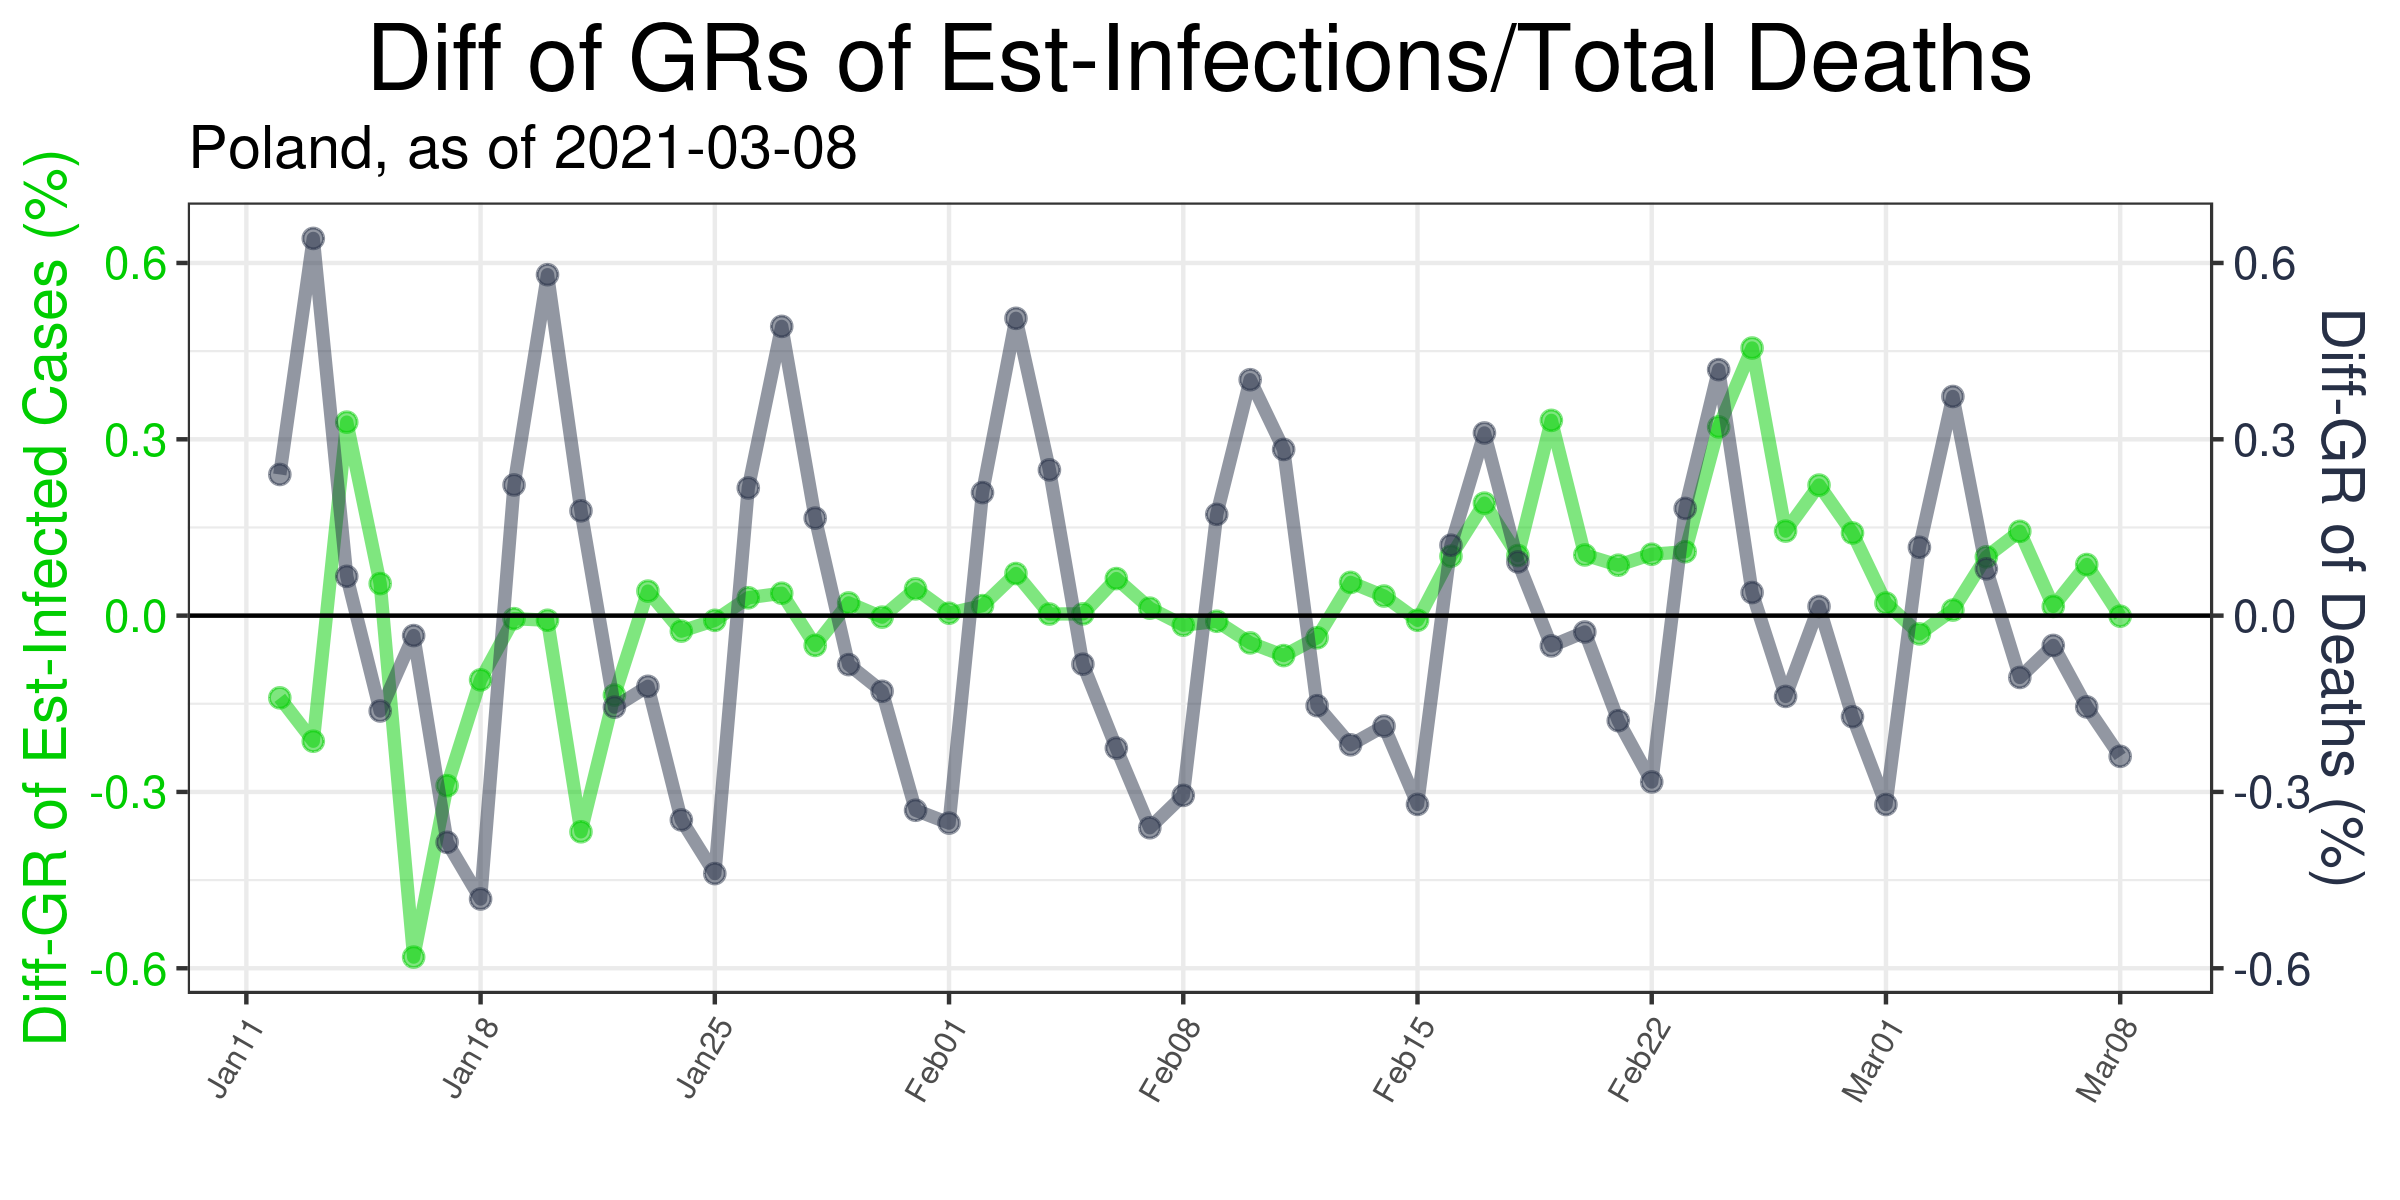 Diff of GRs of Est-Infections/Total Deaths
Poland, as of 2021-03-08
Diff-GR of Est-Infected Cases (%)
0.6
0.3
0.0
-0.3
-0.6
0.6
0.3
0.0
-0.3
-0.6
Diff-GR of Deaths (%)
Jan11
Jan18
Jan25
Feb01
Feb08
Feb15
Feb22
Mar01
Mar08